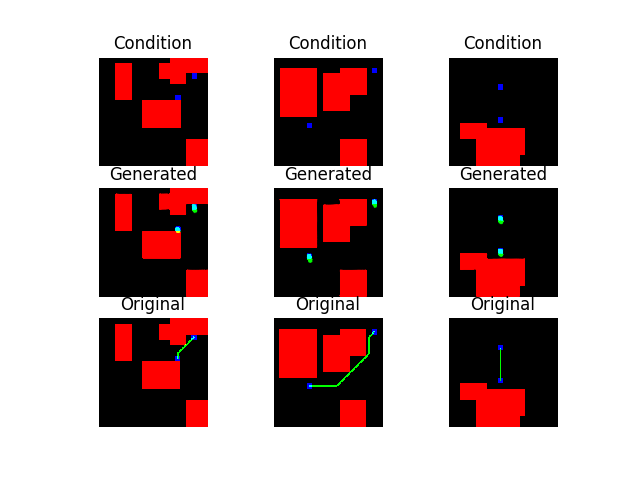 Condition Condition Condition
Generated Generated Generated
Original Original Original